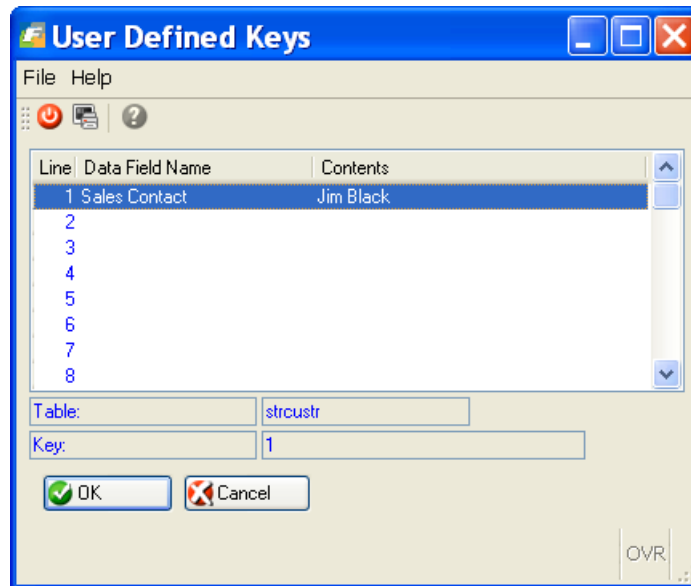 User Defined Keys
File Help
Line Data Field Name Contents
1 Sales Contact Jim Black
2
3
4
5
6
7
8
Table: strcustr
Key: 1
OK Cancel
OVR